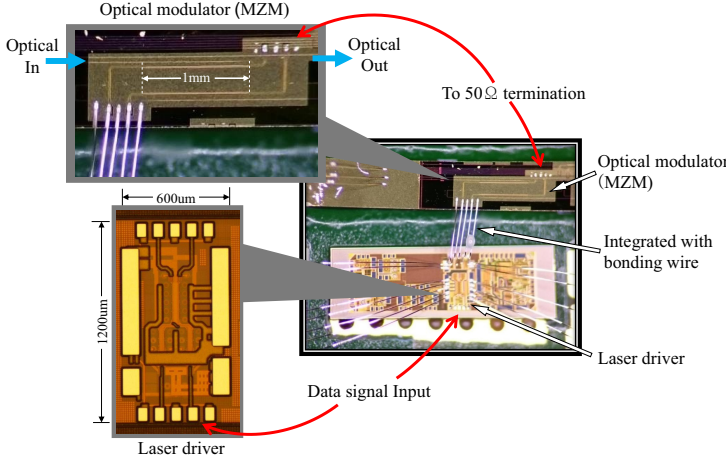 Optical modulator (MZM)
Optical
In
Optical
Out
1mm
To 50Ω termination
Optical modulator
(MZM)
600um
Integrated with
bonding wire
1200um
Laser driver
Data signal Input
Laser driver